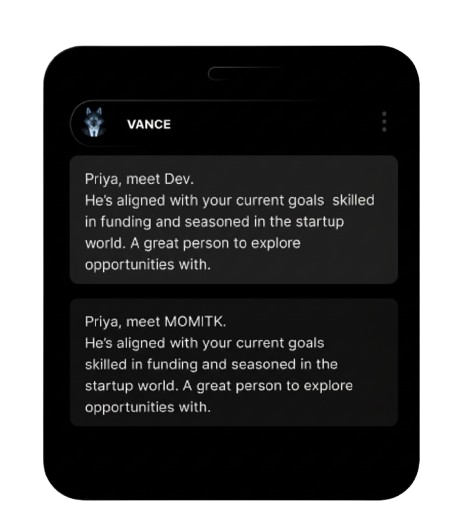 VANCE
Priya, meet Dev.
He's aligned with your current goals  skilled
in funding and seasoned in the startup
world. A great person to explore
opportunities with.
Priya, meet MOMITK.
He's aligned with your current goals
skilled in funding and seasoned in the
startup world. A great person to explore
opportunities with.